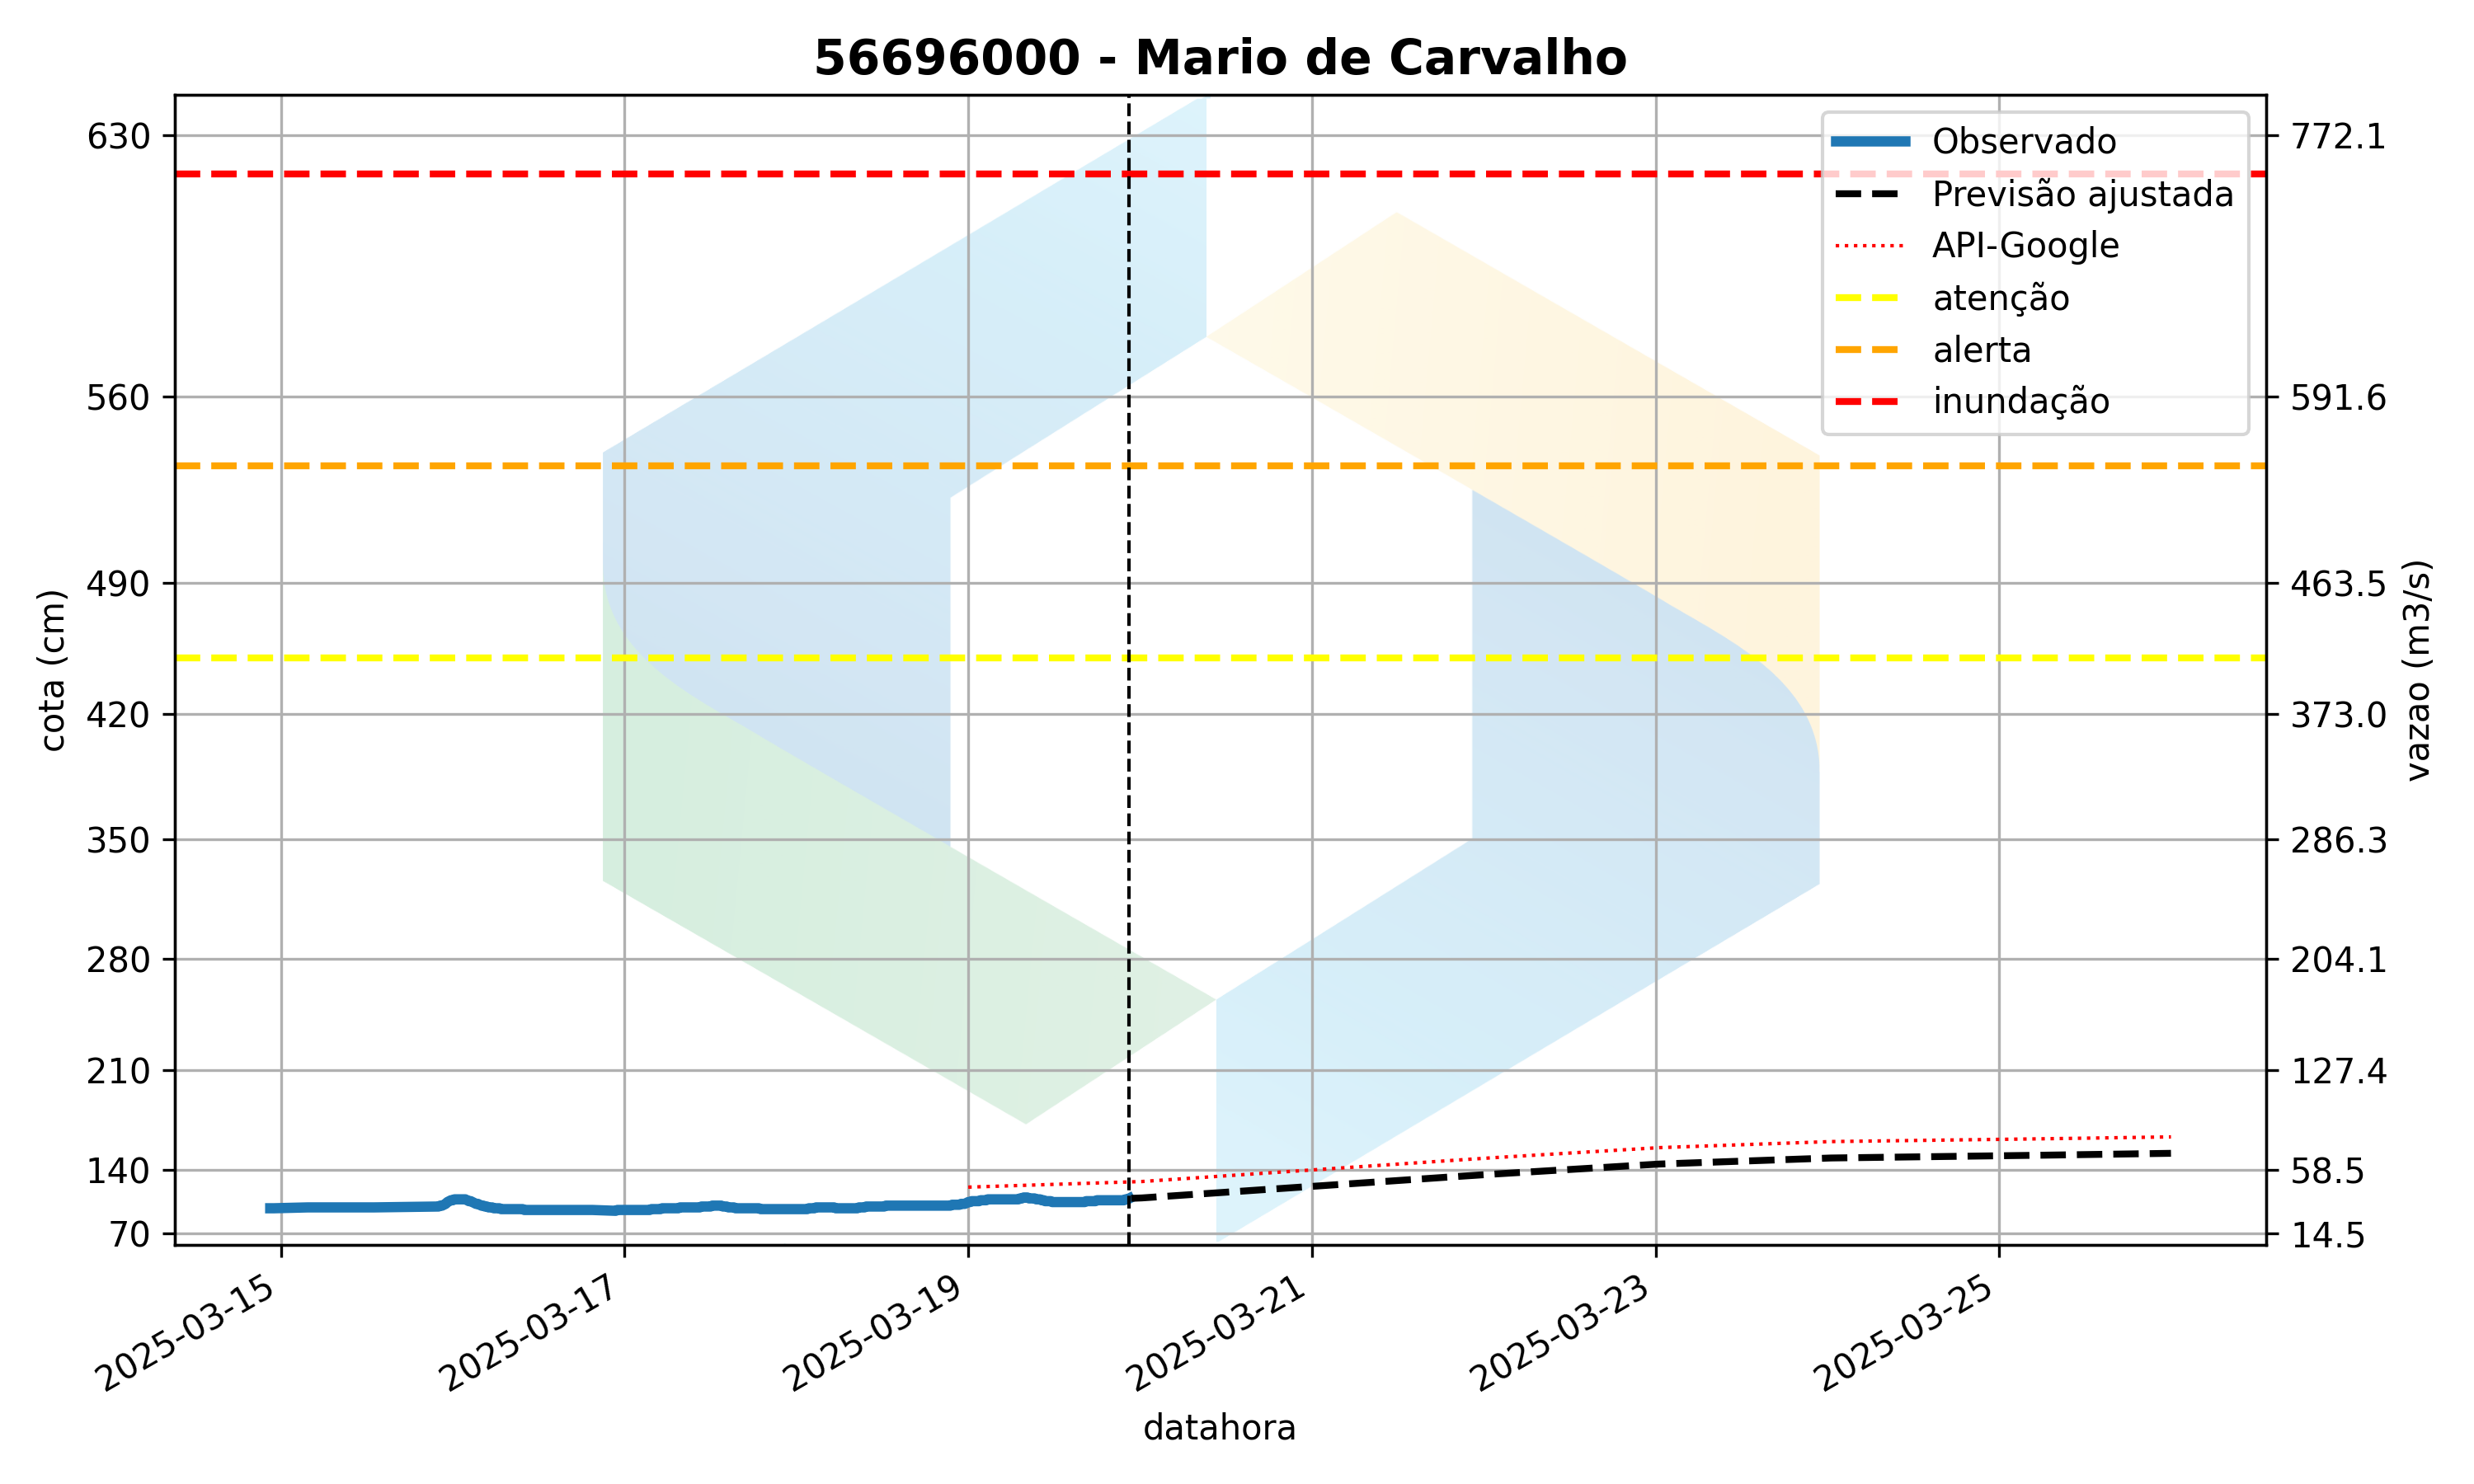 56696000 - Mario de Carvalho
630
560
490
420
350
280
210
140
70
cota (cm)
772.1
591.6
463.5
373.0
286.3
204.1
127.4
58.5
14.5
vazao (m3/s)
Observado
Previsão ajustada
API-Google
atenção
alerta
inundação
2025-03-15
2025-03-17
2025-03-19
2025-03-21
2025-03-23
2025-03-25
datahora